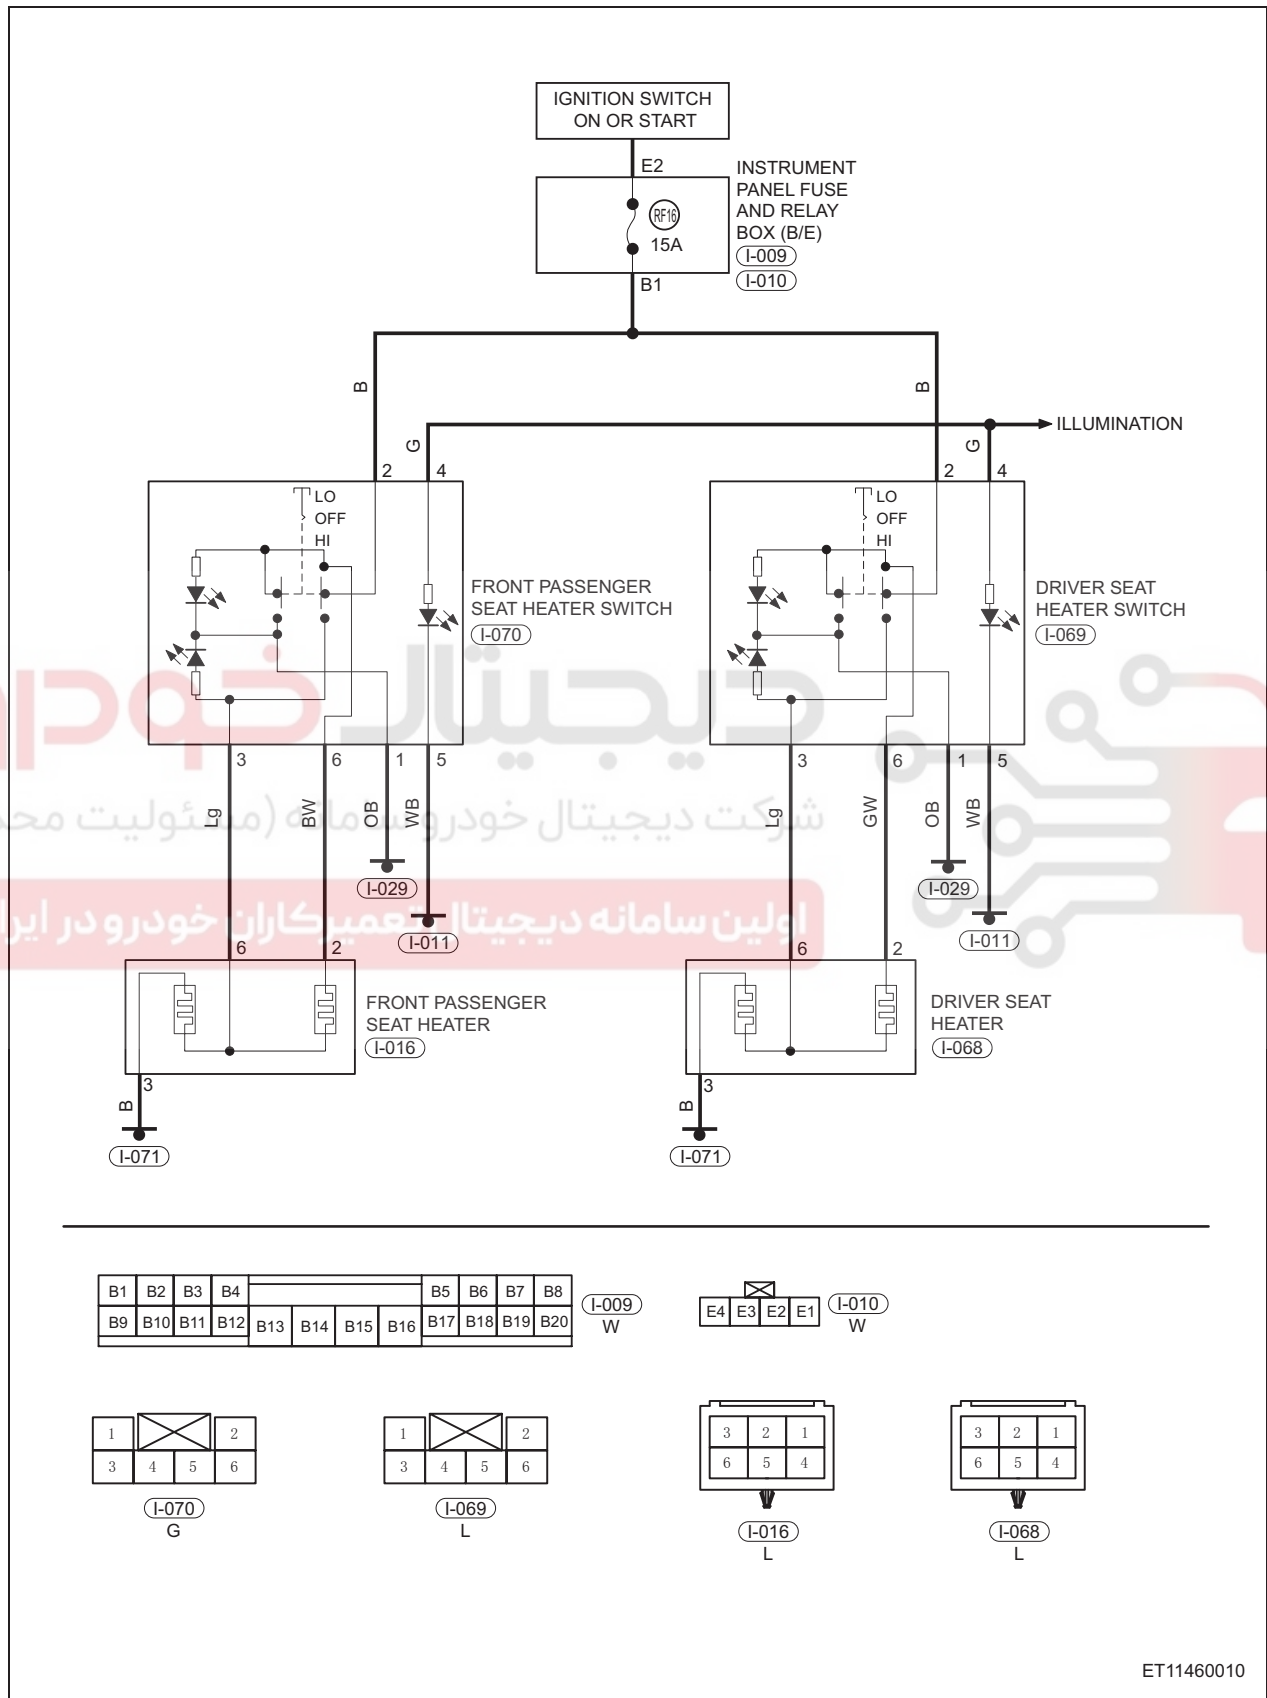 IGNITION SWITCH
ON OR START
E2
INSTRUMENT
PANEL FUSE
AND RELAY
BOX (B/E)
RF16
15A
I-009
I-010
B1
B B
G G
ILLUMINATION
2 4 2 4
LO LO
OFF OFF
HI HI
FRONT PASSENGER
SEAT HEATER SWITCH
I-070
DRIVER SEAT
HEATER SWITCH
I-069
دیجیتال خودرو
3 6 1 5 3 6 1 5
Lg BW OB WB Lg GW OB WB
شرکت دیجیتال خودرو سامانه (مسئولیت
I-029 I-029
اولین سامانه دیجیتال تعمیرکاران خودرو در ایران
I-011 I-011
6 2 6 2
FRONT PASSENGER
SEAT HEATER
I-016
DRIVER SEAT
HEATER
I-068
3 3
B B
I-071 I-071
B1 B2 B3 B4 B5 B6 B7 B8
B9 B10 B11 B12 B13 B14 B15 B16 B17 B18 B19 B20
I-009
W
E4 E3 E2 E1
I-010
W
1 2
3 4 5 6
I-070
G
1 2
3 4 5 6
I-069
L
3 2 1
6 5 4
I-016
L
3 2 1
6 5 4
I-068
L
ET11460010